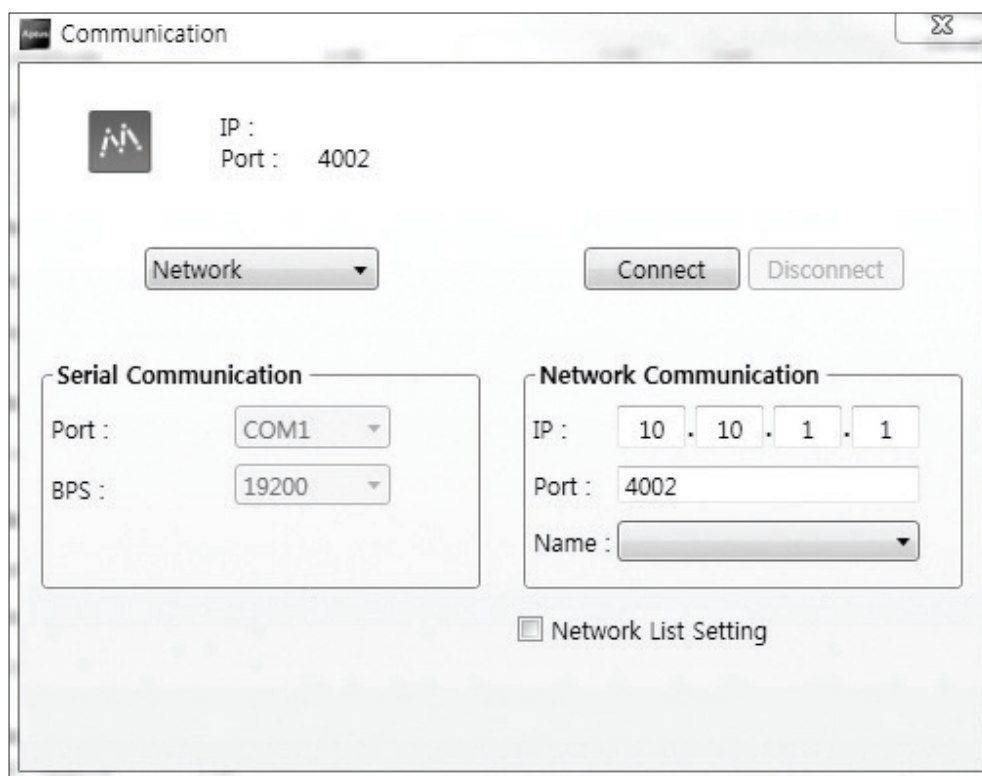 Aptus Communication
IP :
Port : 4002
Network Connect Disconnect
Serial Communication
Port : COM1
BPS : 19200
Network Communication
IP : 10 . 10 . 1 . 1
Port : 4002
Name :
Network List Setting